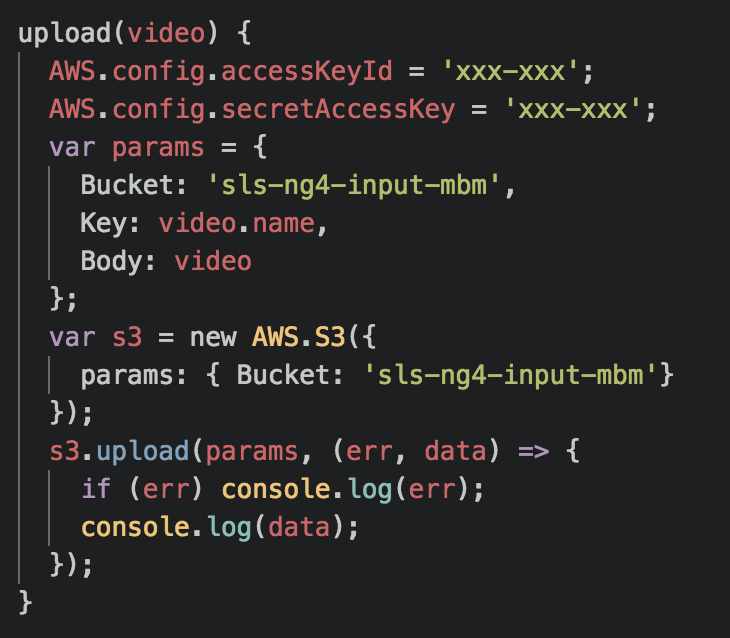 upload(video) {
AWS.config.accessKeyId = 'xxx-xxx';
AWS.config.secretAccessKey = 'xxx-xxx';
var params = {
Bucket: 'sls-ng4-input-mbm',
Key: video.name,
Body: video
};
var s3 = new AWS.S3({
params: { Bucket: 'sls-ng4-input-mbm'}
});
s3.upload(params, (err, data) => {
if (err) console.log(err);
console.log(data);
});
}